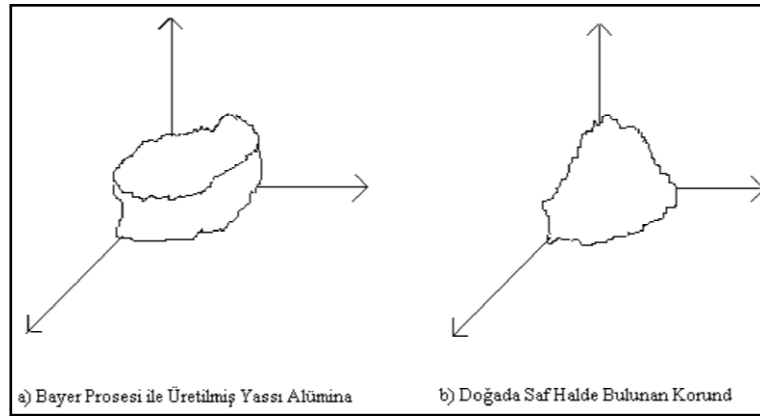 a) Bayer Prosesi ile Üretilmiş Yassı Alümina
b) Doğada Saf Halde Bulunan Korund